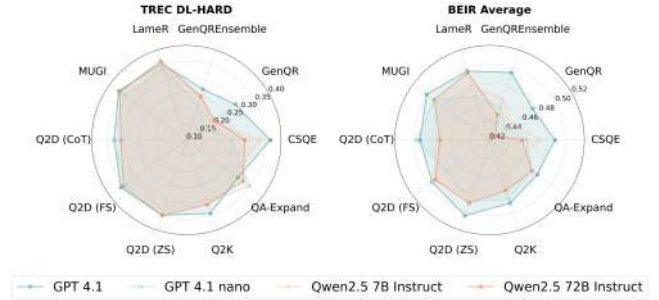 TREC DL-HARD
BEIR Average
LameR GenQREnsemble
MUGI
GenQR
Q2D (CoT)
CSQE
Q2D (FS)
QA-Expand
Q2D (ZS)
Q2K
0.10
0.15
0.20
0.25
0.30
0.35
0.40
LameR GenQREnsemble
MUGI
GenQR
Q2D (CoT)
CSQE
Q2D (FS)
QA-Expand
Q2D (ZS)
Q2K
0.42
0.44
0.46
0.48
0.50
0.52
GPT 4.1
GPT 4.1 nano
Qwen2.5 7B Instruct
Qwen2.5 72B Instruct